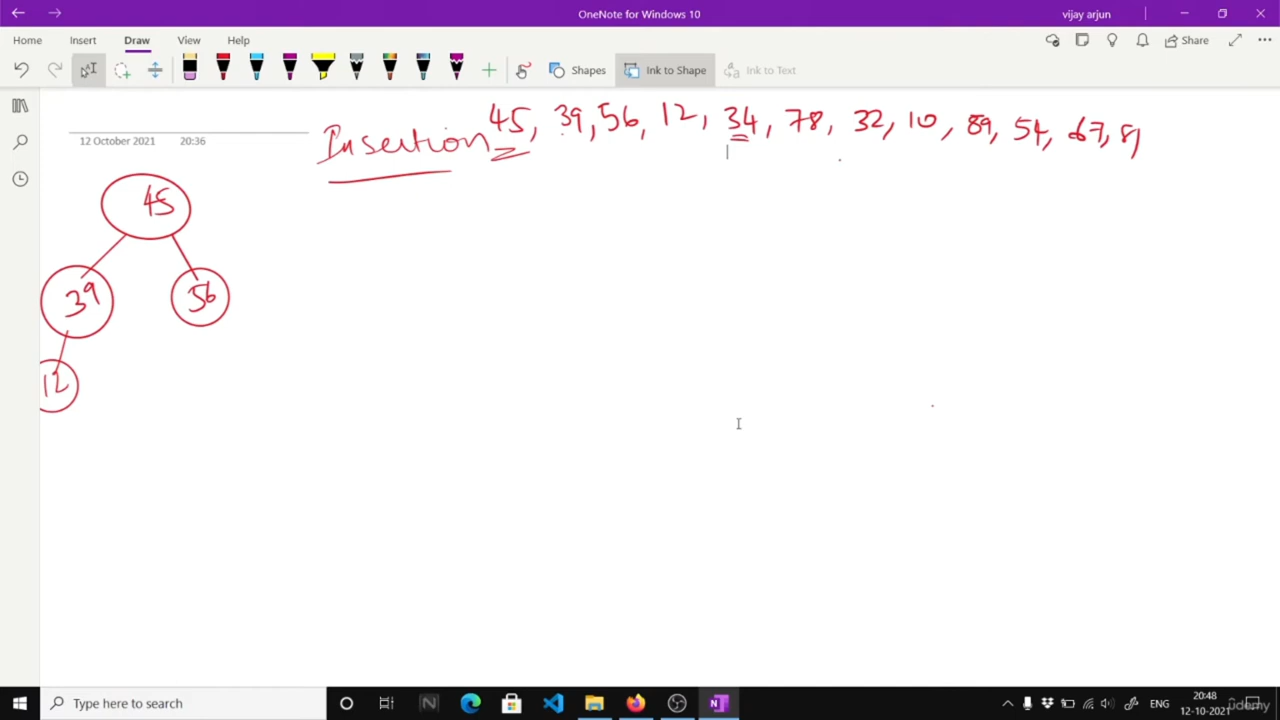 OneNote for Windows 10
vijay arjun
Home Insert Draw View Help
Share
Shapes Ink to Shape Ink to Text
12 October 2021 20:36
Insertion 45, 39, 56, 12, 34, 78, 32, 10, 89, 54, 67, 81
45
39 56
12
Type here to search
ENG
20:48
12-10-2021
udemy